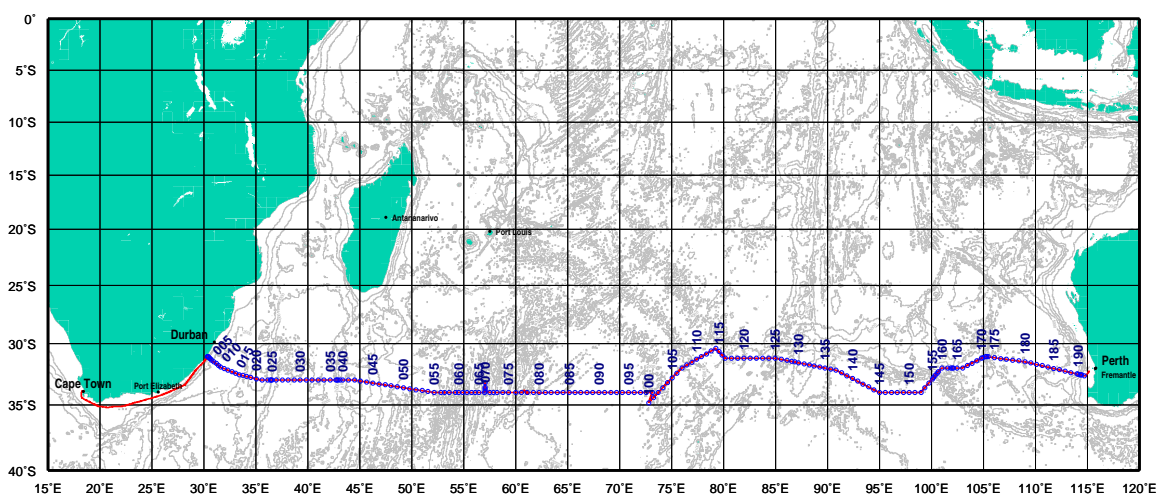 0°
5°S
10°S
15°S
20°S
25°S
30°S
35°S
40°S
Antananarivo
Port Louis
Durban
Cape Town
Port Elizabeth
Perth
Fremantle
005
010
015
020
025
030
035
040
045
050
055
060
065
070
075
080
085
090
095
100
105
110
115
120
125
130
135
140
145
150
155
160
165
170
175
180
185
190
15°E
20°E
25°E
30°E
35°E
40°E
45°E
50°E
55°E
60°E
65°E
70°E
75°E
80°E
85°E
90°E
95°E
100°E
105°E
110°E
115°E
120°E